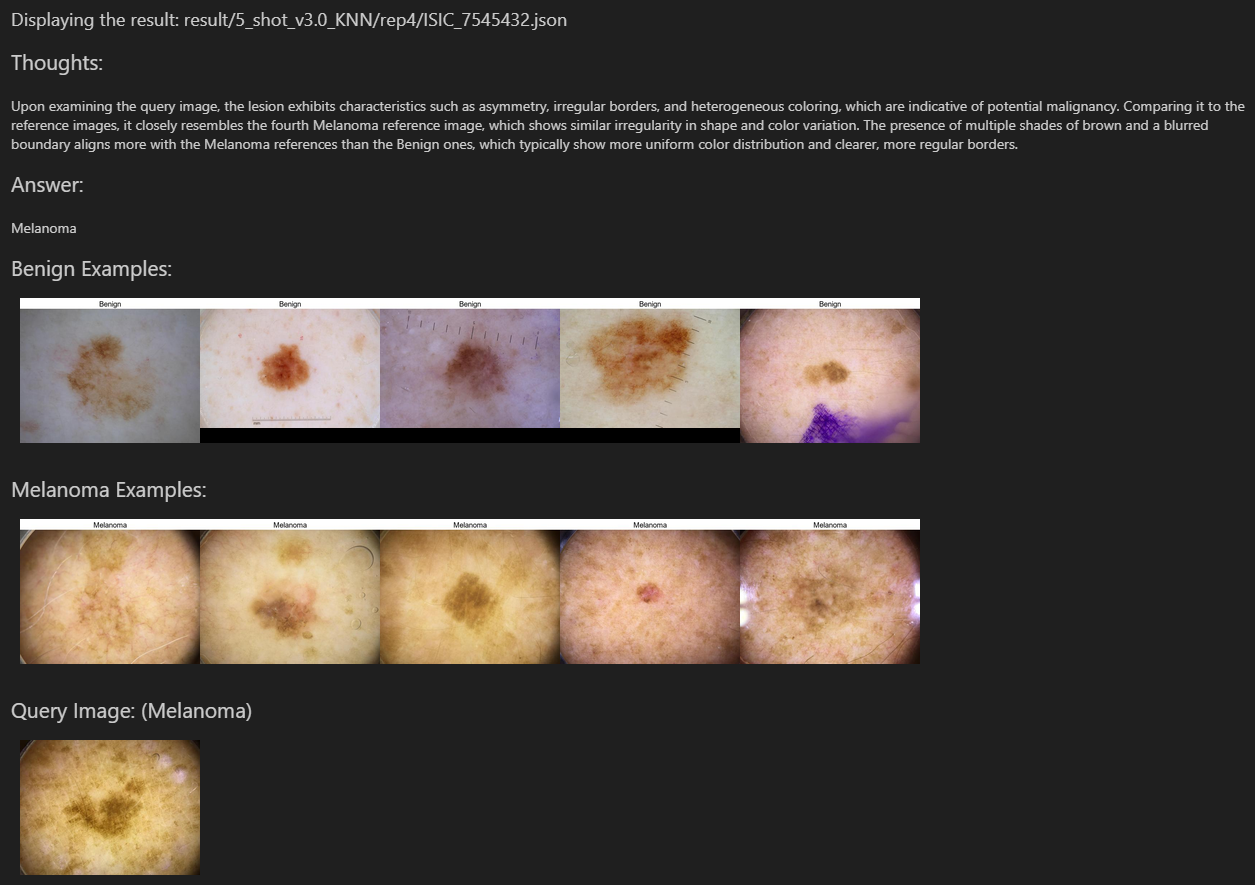 Displaying the result: result/5_shot_v3.0_KNN/rep4/ISIC_7545432.json
Thoughts:
Upon examining the query image, the lesion exhibits characteristics such as asymmetry, irregular borders, and heterogeneous coloring, which are indicative of potential malignancy. Comparing it to the
reference images, it closely resembles the fourth Melanoma reference image, which shows similar irregularity in shape and color variation. The presence of multiple shades of brown and a blurred
boundary aligns more with the Melanoma references than the Benign ones, which typically show more uniform color distribution and clearer, more regular borders.
Answer:
Melanoma
Benign Examples:
Benign Benign Benign Benign Benign
Melanoma Examples:
Melanoma Melanoma Melanoma Melanoma Melanoma
Query Image: (Melanoma)